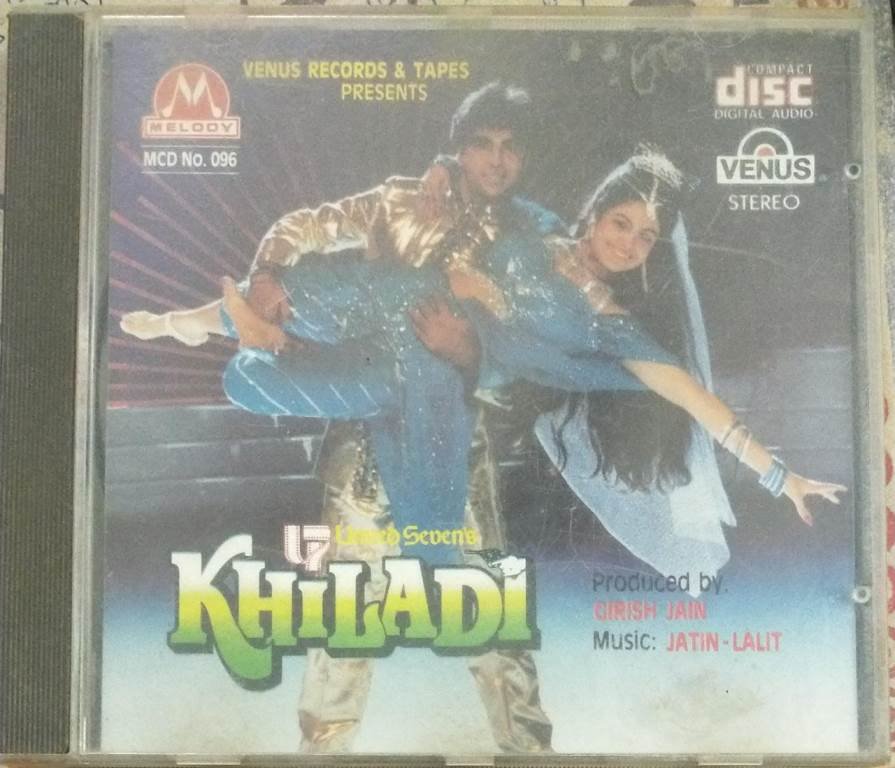 VENUS RECORDS & TAPES
PRESENTS
MELODY
MCD No. 096
COMPACT
disc
DIGITAL AUDIO
VENUS
STEREO
U7 United Seven's
KHILADI
Produced by:
GIRISH JAIN
Music: JATIN-LALIT